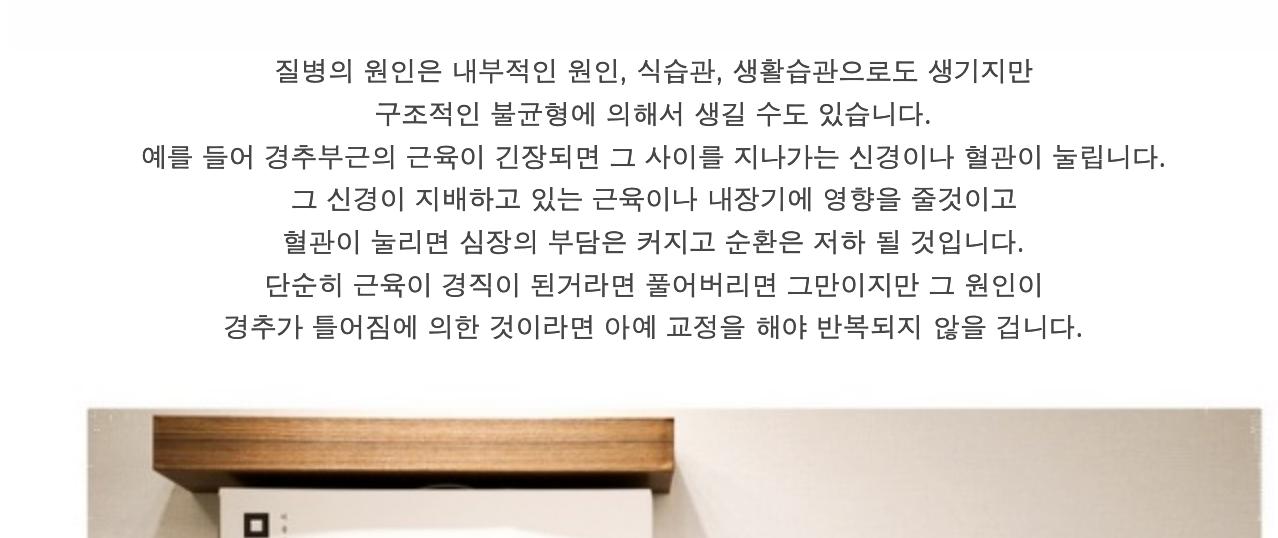 질병의 원인은 내부적인 원인, 식습관, 생활습관으로도 생기지만
구조적인 불균형에 의해서 생길 수도 있습니다.
예를 들어 경추부근의 근육이 긴장되면 그 사이를 지나가는 신경이나 혈관이 눌립니다.
그 신경이 지배하고 있는 근육이나 내장기에 영향을 줄것이고
혈관이 눌리면 심장의 부담은 커지고 순환은 저하 될 것입니다.
단순히 근육이 경직이 된거라면 풀어버리면 그만이지만 그 원인이
경추가 틀어짐에 의한 것이라면 아예 교정을 해야 반복되지 않을 겁니다.